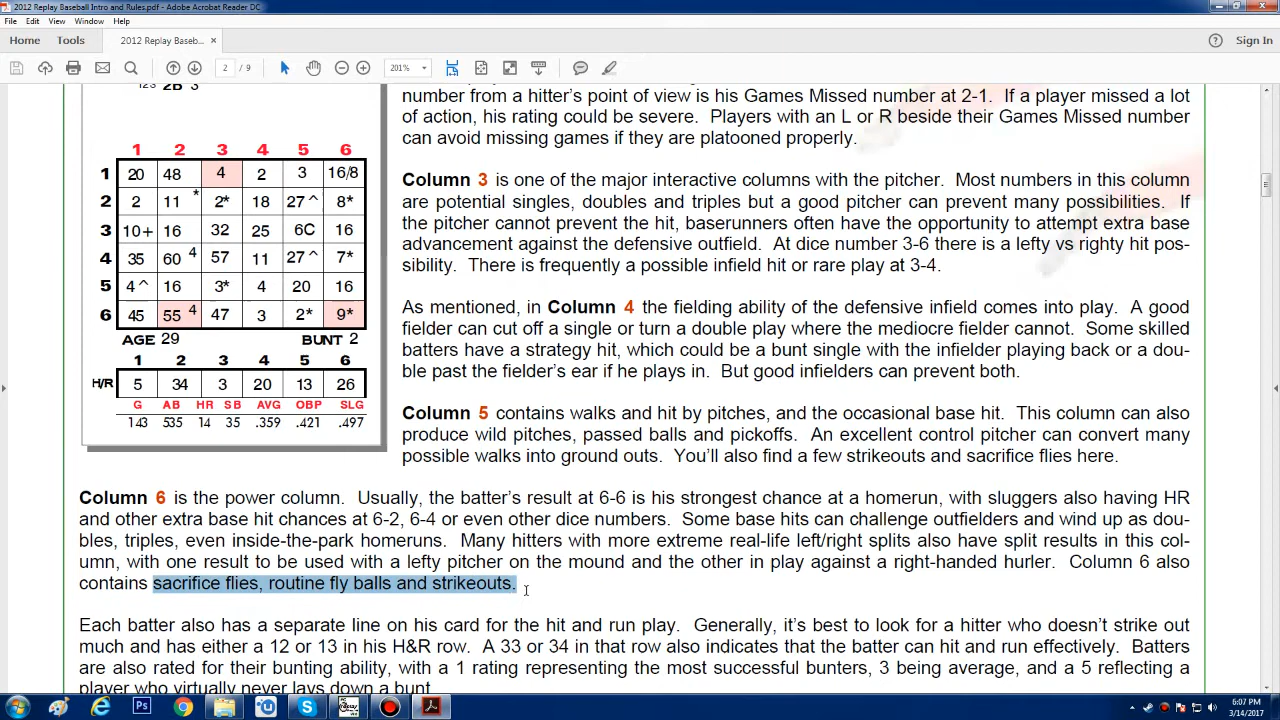 2012 Replay Baseball Intro and Rules.pdf - Adobe Acrobat Reader DC
File Edit View Window Help
Home Tools 2012 Replay Baseb... × Sign In
2 / 9 201%
123 2B 3
1 2 3 4 5 6
1 20 48 4 2 3 16/8
2 2 11 * 2* 18 27^ 8*
3 10+ 16 32 25 6C 16
4 35 60 4 57 11 27^ 7*
5 4^ 16 3* 4 20 16
6 45 55 4 47 3 2* 9*
AGE 29 BUNT 2
1 2 3 4 5 6
H/R 5 34 3 20 13 26
G AB HR SB AVG OBP SLG
143 535 14 35 .359 .421 .497
number from a hitter's point of view is his Games Missed number at 2-1. If a player missed a lot
of action, his rating could be severe. Players with an L or R beside their Games Missed number
can avoid missing games if they are platooned properly.
Column 3 is one of the major interactive columns with the pitcher. Most numbers in this column
are potential singles, doubles and triples but a good pitcher can prevent many possibilities. If
the pitcher cannot prevent the hit, baserunners often have the opportunity to attempt extra base
advancement against the defensive outfield. At dice number 3-6 there is a lefty vs righty hit pos-
sibility. There is frequently a possible infield hit or rare play at 3-4.
As mentioned, in Column 4 the fielding ability of the defensive infield comes into play. A good
fielder can cut off a single or turn a double play where the mediocre fielder cannot. Some skilled
batters have a strategy hit, which could be a bunt single with the infielder playing back or a dou-
ble past the fielder's ear if he plays in. But good infielders can prevent both.
Column 5 contains walks and hit by pitches, and the occasional base hit. This column can also
produce wild pitches, passed balls and pickoffs. An excellent control pitcher can convert many
possible walks into ground outs. You'll also find a few strikeouts and sacrifice flies here.
Column 6 is the power column. Usually, the batter's result at 6-6 is his strongest chance at a homerun, with sluggers also having HR
and other extra base hit chances at 6-2, 6-4 or even other dice numbers. Some base hits can challenge outfielders and wind up as dou-
bles, triples, even inside-the-park homeruns. Many hitters with more extreme real-life left/right splits also have split results in this col-
umn, with one result to be used with a lefty pitcher on the mound and the other in play against a right-handed hurler. Column 6 also
contains sacrifice flies, routine fly balls and strikeouts.
Each batter also has a separate line on his card for the hit and run play. Generally, it's best to look for a hitter who doesn't strike out
much and has either a 12 or 13 in his H&R row. A 33 or 34 in that row also indicates that the batter can hit and run effectively. Batters
are also rated for their bunting ability, with a 1 rating representing the most successful bunters, 3 being average, and a 5 reflecting a
player who virtually never lays down a bunt
6:07 PM
3/14/2017